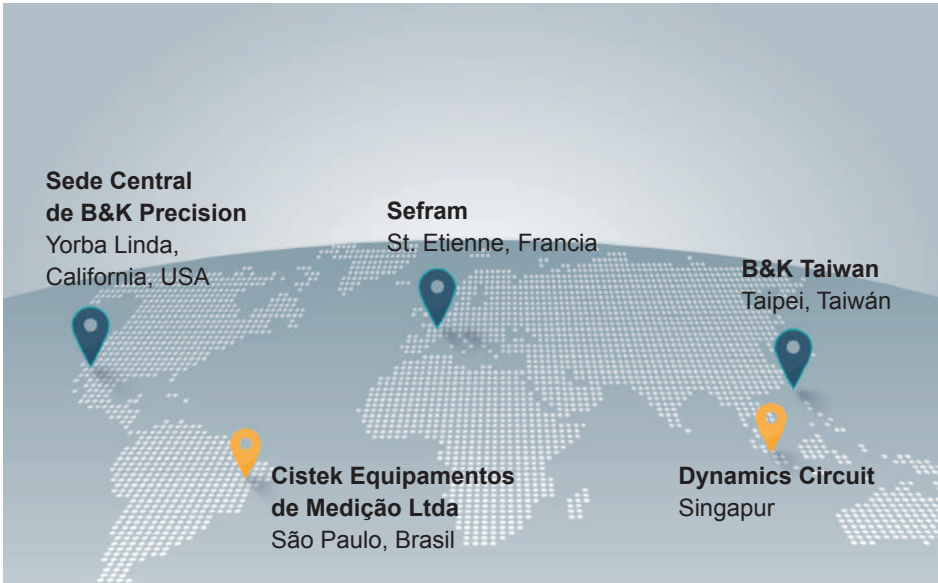 Sede Central
de B&K Precision
Yorba Linda,
California, USA
Sefram
St. Etienne, Francia
B&K Taiwan
Taipei, Taiwán
Cistek Equipamentos
de Medição Ltda
São Paulo, Brasil
Dynamics Circuit
Singapur